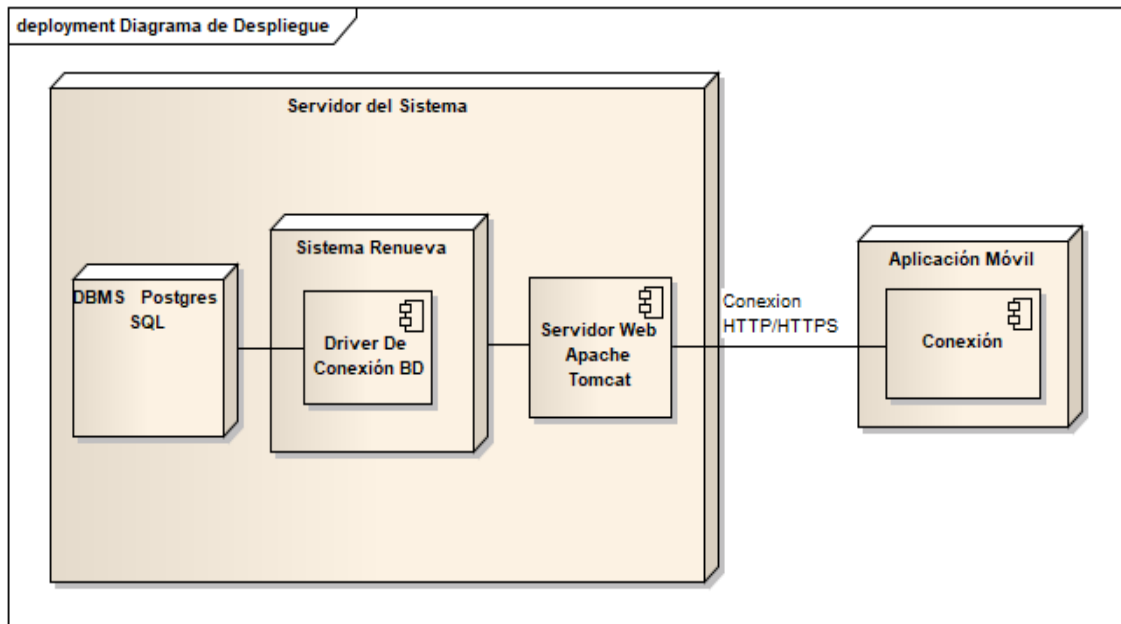 deployment Diagrama de Despliegue
Servidor del Sistema
Sistema Renueva
DBMS Postgres
SQL
Driver De
Conexión BD
Servidor Web
Apache
Tomcat
Conexion
HTTP/HTTPS
Aplicación Móvil
Conexión